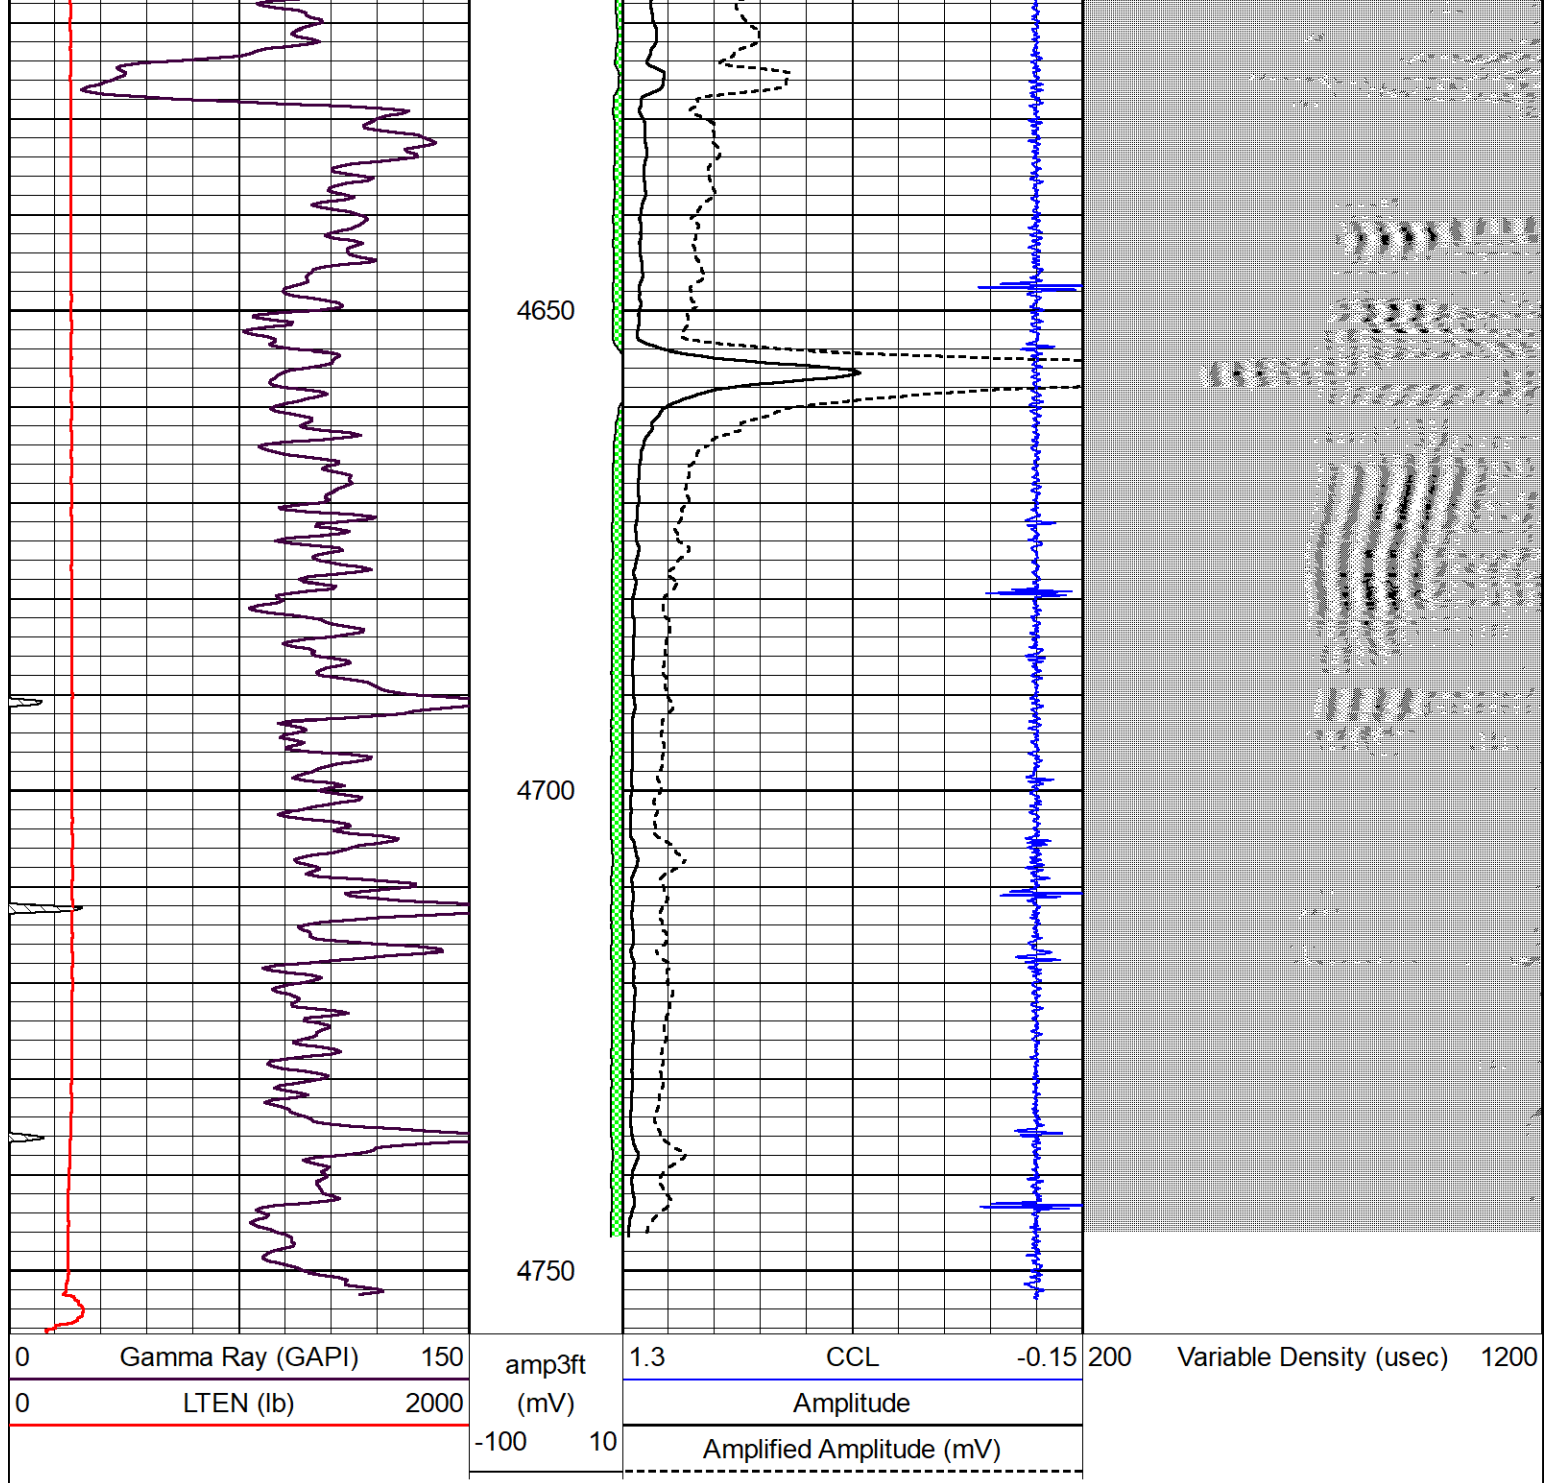 4650
4700
4750
0 Gamma Ray (GAPI) 150
0 LTEN (lb) 2000
amp3ft
(mV)
-100 10
1.3 CCL -0.15
Amplitude
Amplified Amplitude (mV)
200 Variable Density (usec) 1200